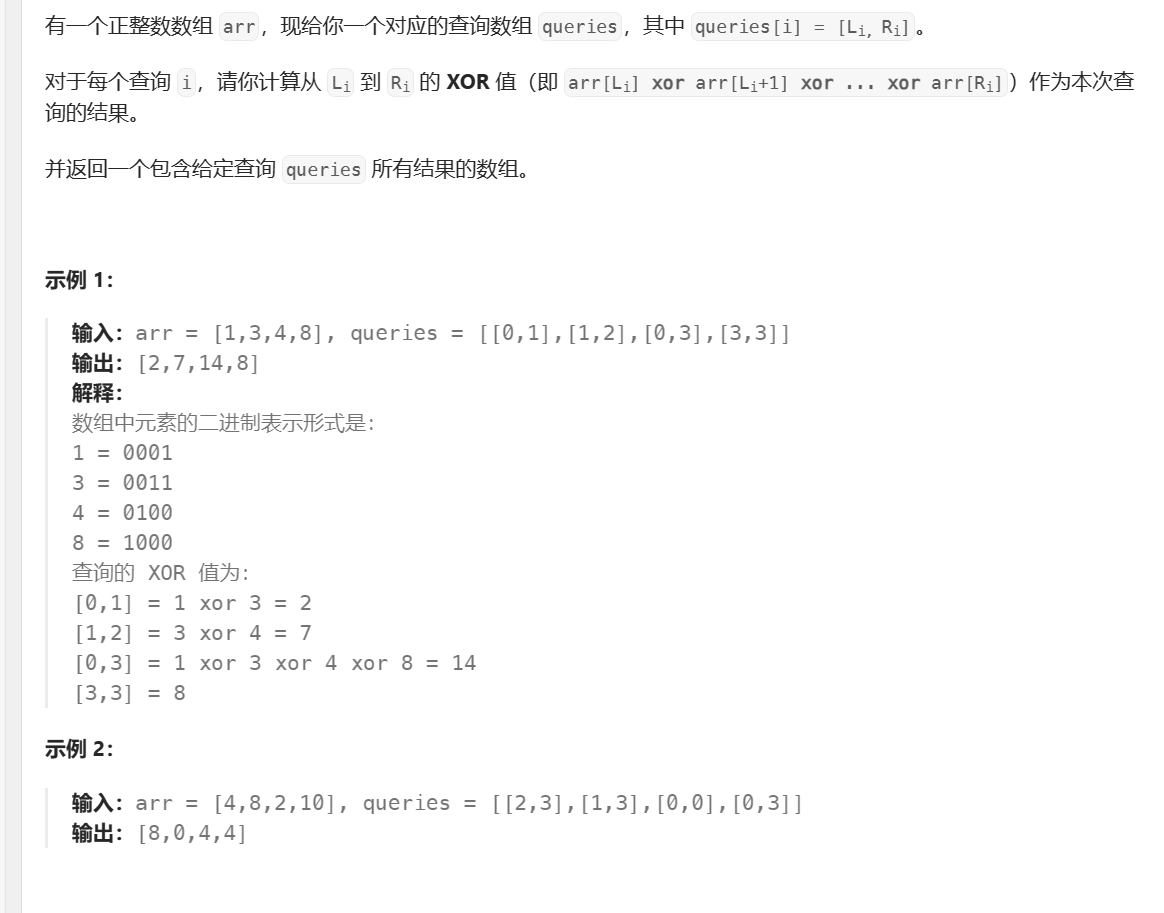 有一个正整数数组 arr，现给你一个对应的查询数组 queries，其中 queries[i] = [Li, Ri]。
对于每个查询 i，请你计算从 Li 到 Ri 的 XOR 值（即 arr[Li] xor arr[Li+1] xor ... xor arr[Ri]）作为本次查
询的结果。
并返回一个包含给定查询 queries 所有结果的数组。
示例 1：
输入：arr = [1,3,4,8], queries = [[0,1],[1,2],[0,3],[3,3]]
输出：[2,7,14,8]
解释：
数组中元素的二进制表示形式是：
1 = 0001
3 = 0011
4 = 0100
8 = 1000
查询的 XOR 值为：
[0,1] = 1 xor 3 = 2
[1,2] = 3 xor 4 = 7
[0,3] = 1 xor 3 xor 4 xor 8 = 14
[3,3] = 8
示例 2：
输入：arr = [4,8,2,10], queries = [[2,3],[1,3],[0,0],[0,3]]
输出：[8,0,4,4]